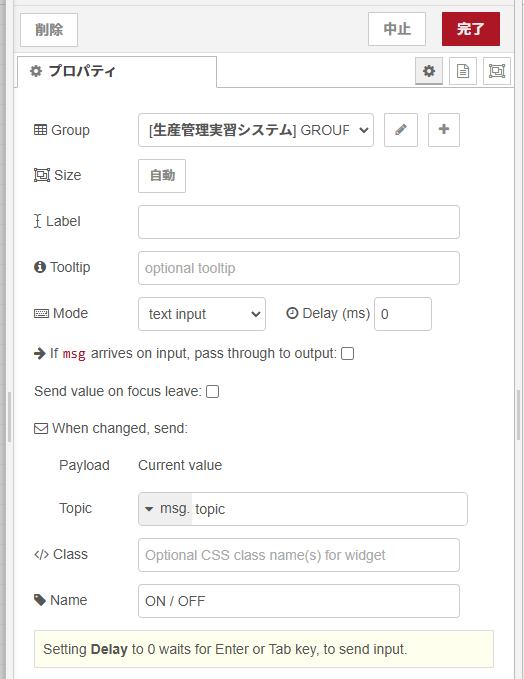 削除 中止 完了
プロパティ
Group [生産管理実習システム] GROUP
Size 自動
Label
Tooltip optional tooltip
Mode text input Delay (ms) 0
If msg arrives on input, pass through to output:
Send value on focus leave:
When changed, send:
Payload Current value
Topic msg. topic
Class Optional CSS class name(s) for widget
Name ON / OFF
Setting Delay to 0 waits for Enter or Tab key, to send input.